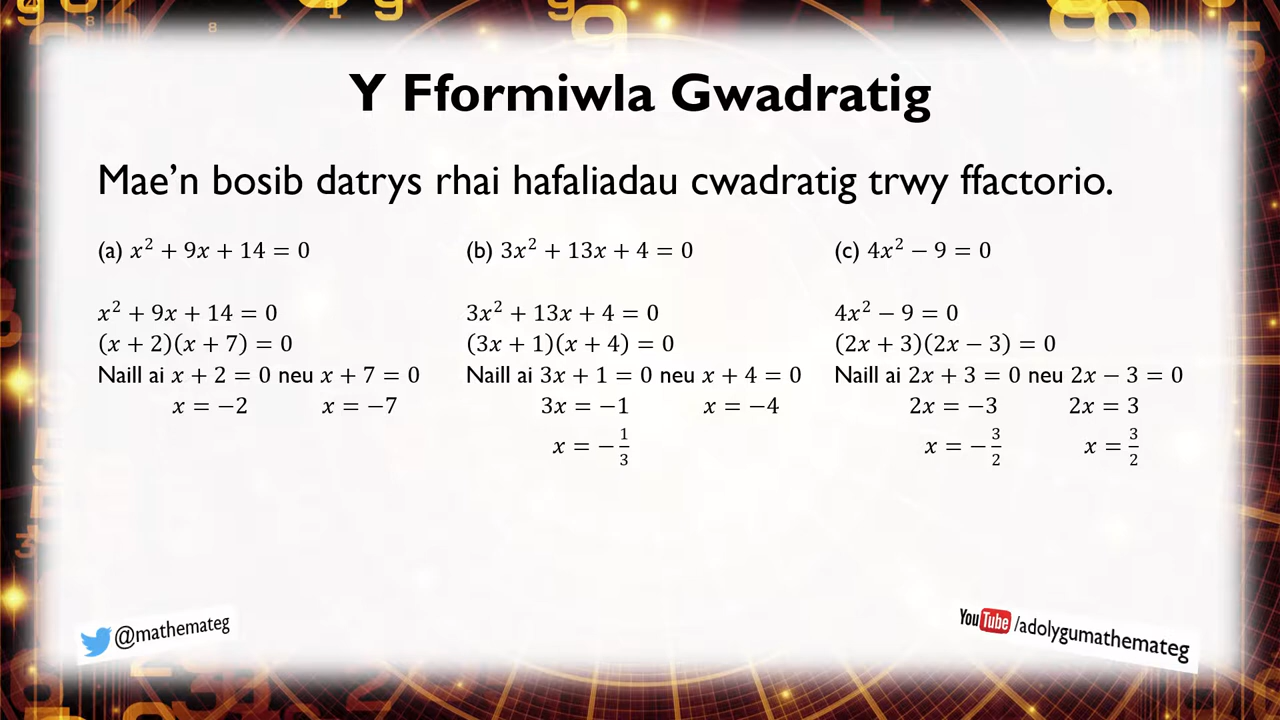 Y Fformiwla Gwadratig
Mae’n bosib datrys rhai hafaliadau cwadratig trwy ffactorio.
(a) x² + 9x + 14 = 0
x² + 9x + 14 = 0
(x + 2)(x + 7) = 0
Naill ai x + 2 = 0 neu x + 7 = 0
x = −2 x = −7
(b) 3x² + 13x + 4 = 0
3x² + 13x + 4 = 0
(3x + 1)(x + 4) = 0
Naill ai 3x + 1 = 0 neu x + 4 = 0
3x = −1 x = −4
x = −1/3
(c) 4x² − 9 = 0
4x² − 9 = 0
(2x + 3)(2x − 3) = 0
Naill ai 2x + 3 = 0 neu 2x − 3 = 0
2x = −3 2x = 3
x = −3/2 x = 3/2
@mathemateg
YouTube /adolygumathemateg